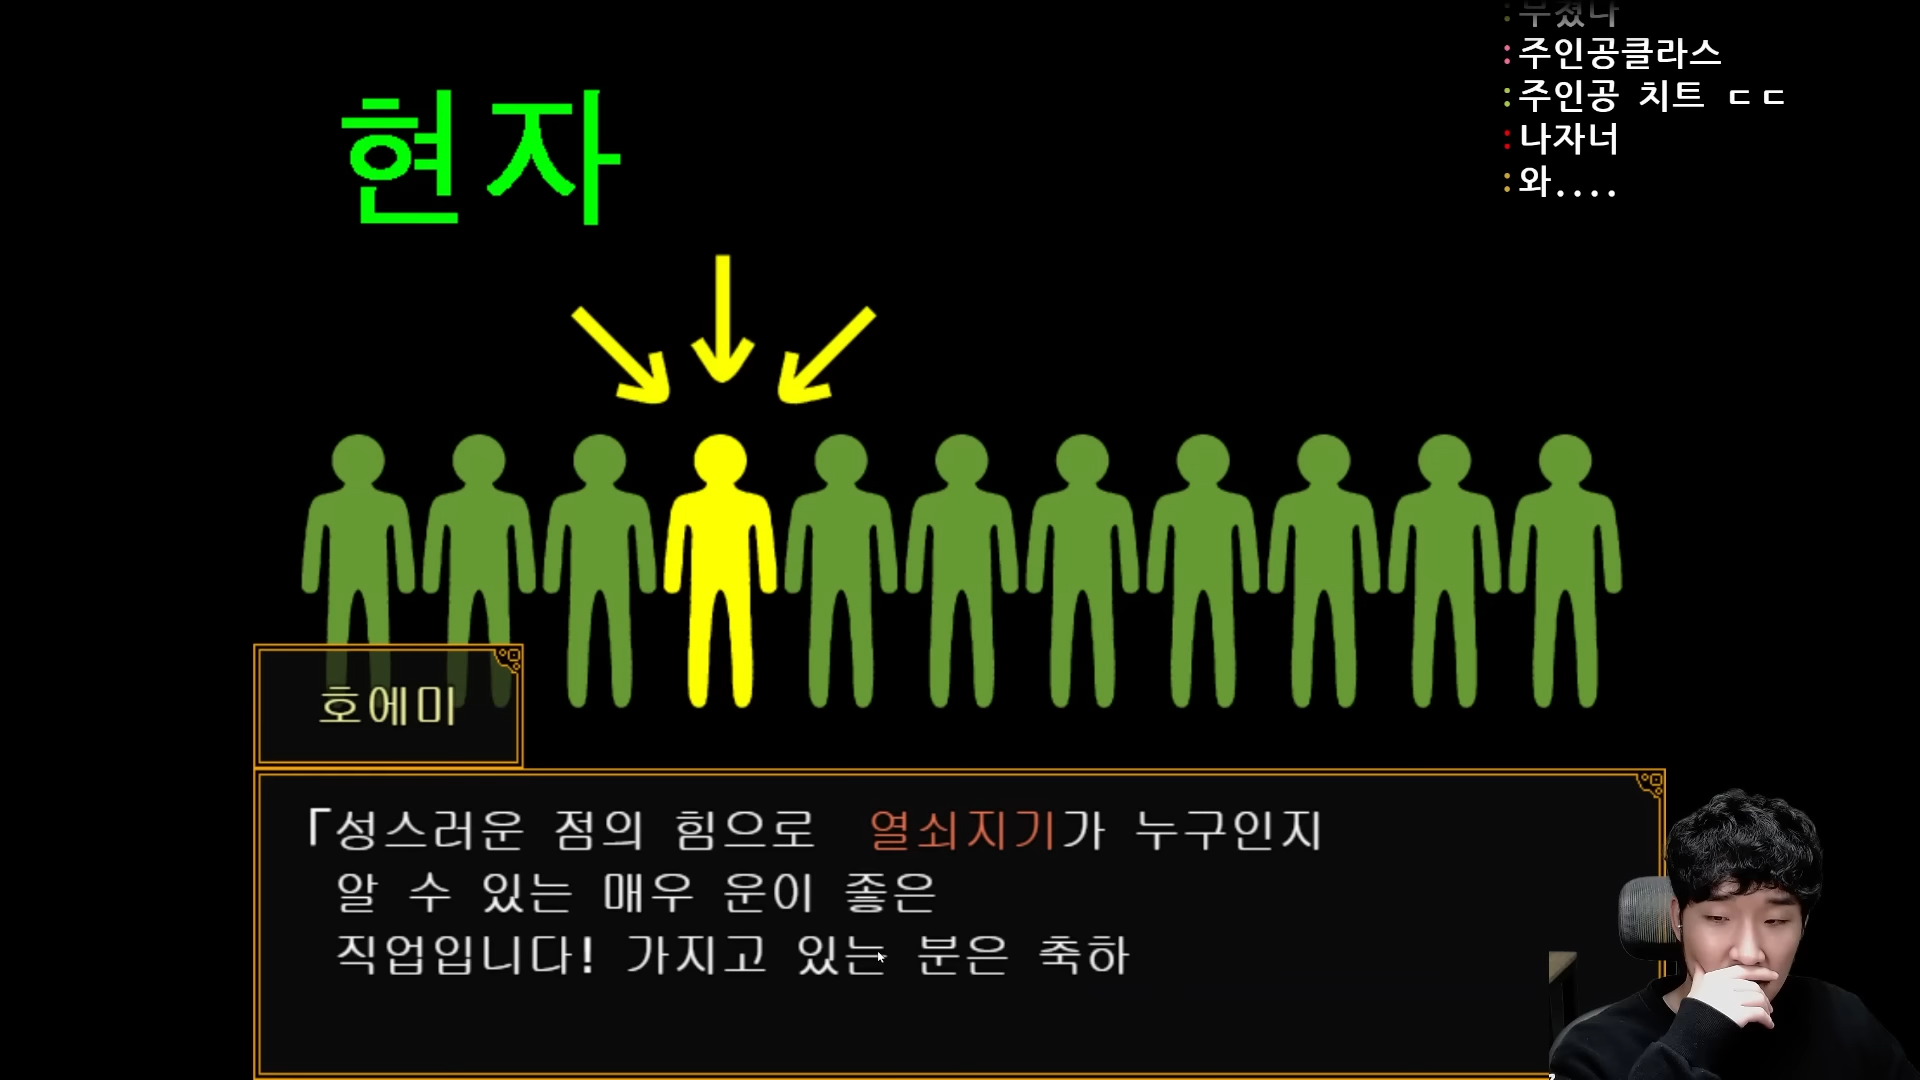 주인공클라스
주인공 치트 ㄷㄷ
나자너
와....
현자
호에미
「성스러운 점의 힘으로 열쇠지기가 누구인지
알 수 있는 매우 운이 좋은
직업입니다! 가지고 있는 분은 축하